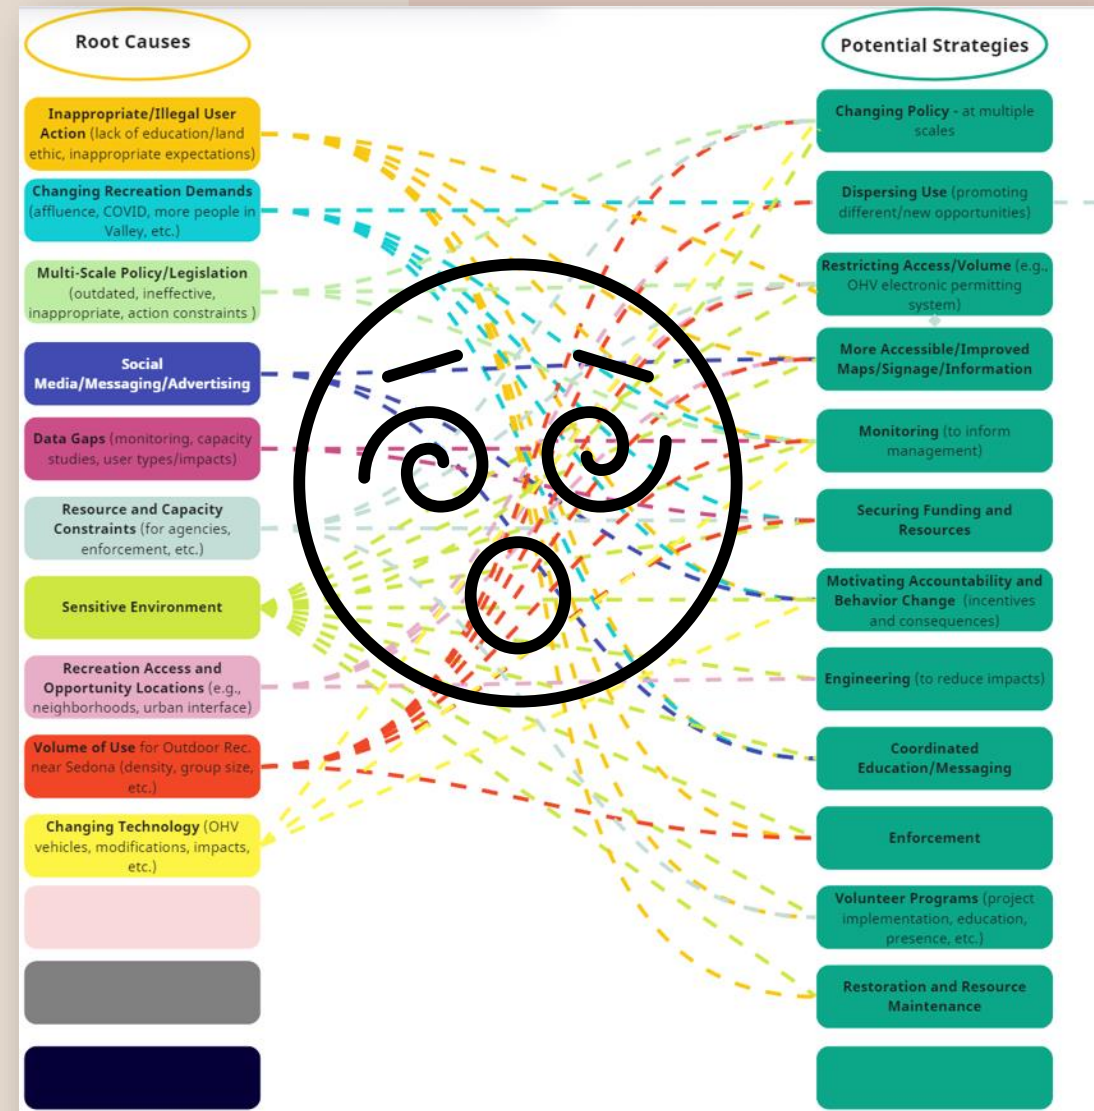 Root Causes
Inappropriate/Illegal User
Action (lack of education/land
ethic, inappropriate expectations)
Changing Recreation Demands
(affluence, COVID, more people in
Valley, etc.)
Multi-Scale Policy/Legislation
(outdated, ineffective,
inappropriate, action constraints )
Social
Media/Messaging/Advertising
Data Gaps (monitoring, capacity
studies, user types/impacts)
Resource and Capacity
Constraints (for agencies,
enforcement, etc.)
Sensitive Environment
Recreation Access and
Opportunity Locations (e.g.,
neighborhoods, urban interface)
Volume of Use for Outdoor Rec.
near Sedona (density, group size,
etc.)
Changing Technology (OHV
vehicles, modifications, impacts,
etc.)
Potential Strategies
Changing Policy - at multiple
scales
Dispersing Use (promoting
different/new opportunities)
Restricting Access/Volume (e.g.,
OHV electronic permitting
system)
More Accessible/Improved
Maps/Signage/Information
Monitoring (to inform
management)
Securing Funding and
Resources
Motivating Accountability and
Behavior Change (incentives
and consequences)
Engineering (to reduce impacts)
Coordinated
Education/Messaging
Enforcement
Volunteer Programs (project
implementation, education,
presence, etc.)
Restoration and Resource
Maintenance